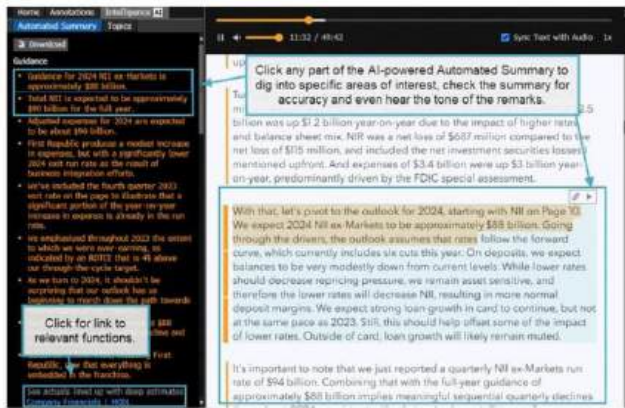 Home Annotations Intelligence AI
Automated Summary Topics
Download
Guidance
• Guidance for 2024 NII ex-Markets is
approximately $88 billion.
• Total NII is expected to be approximately
$90 billion for the full year.
• Adjusted expenses for 2024 are expected
to be about $90 billion.
• First Republic produces a modest increase
in expenses, but with a significantly lower
2024 exit run rate as the result of
business integration efforts.
• We've included the fourth quarter 2023
exit rate on the page to illustrate that a
significant portion of the year-on-year
increase in expense is already in the run
rate.
• We emphasized throughout 2023 the extent
to which we were over-earning, as
indicated by an ROTCE that is 4% above
our through-the-cycle target.
• As we turn to 2024, it shouldn't be
surprising that our outlook has us
beginning to march down the path towards
$88
and
First
Republic, now that everything is
embedded in the franchise.
See actuals lined up with deep estimates
Company Financials | MODL
Click for link to
relevant functions.
11:32 / 49:42
Sync Text with Audio 1x
Click any part of the AI-powered Automated Summary to
dig into specific areas of interest, check the summary for
accuracy and even hear the tone of the remarks.
2.5
billion was up $1.2 billion year-on-year due to the impact of higher rates
and balance sheet mix. NIR was a net loss of $687 million compared to the
net loss of $115 million, and included the net investment securities losses I
mentioned upfront. And expenses of $3.4 billion were up $3 billion year-
on-year, predominantly driven by the FDIC special assessment.
With that, let's pivot to the outlook for 2024, starting with NII on Page 10.
We expect 2024 NII ex-Markets to be approximately $88 billion. Going
through the drivers, the outlook assumes that rates follow the forward
curve, which currently includes six cuts this year. On deposits, we expect
balances to be very modestly down from current levels. While lower rates
should decrease repricing pressure, we remain asset sensitive, and
therefore the lower rates will decrease NII, resulting in more normal
deposit margins. We expect strong loan growth in card to continue, but not
at the same pace as 2023. Still, this should help offset some of the impact
of lower rates. Outside of card, loan growth will likely remain muted.
It's important to note that we just reported a quarterly NII ex-Markets run
rate of $94 billion. Combining that with the full-year guidance of
approximately $88 billion implies meaningful sequential quarterly declines